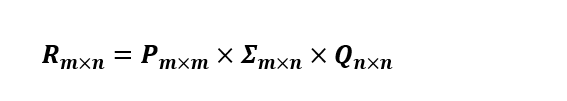 R_{m×n} = P_{m×m} × Σ_{m×n} × Q_{n×n}